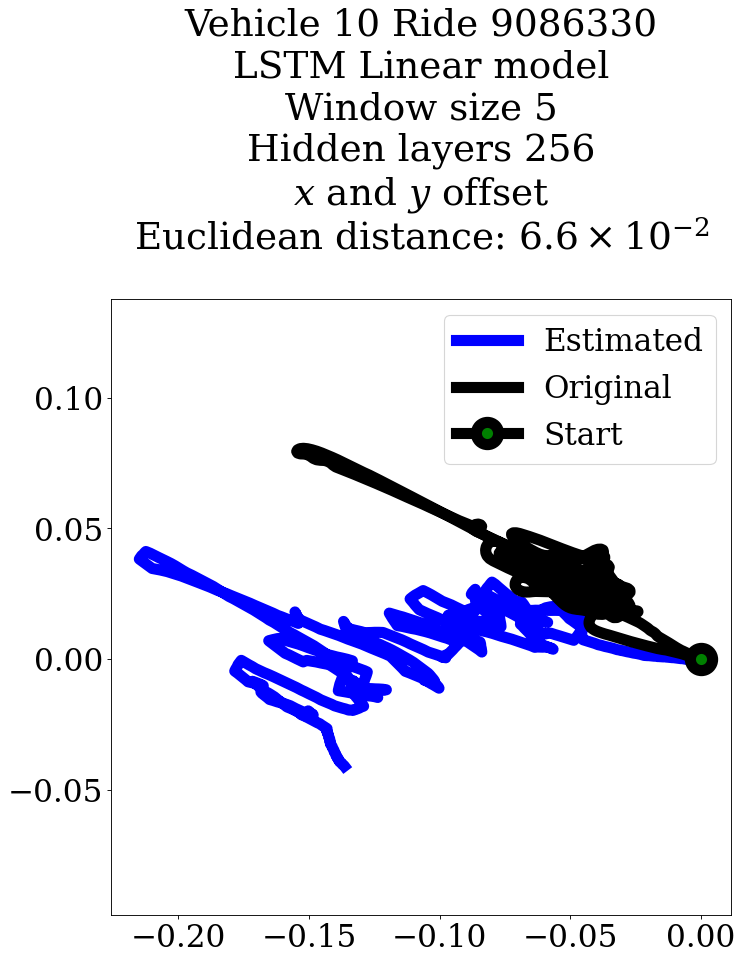 Vehicle 10 Ride 9086330
LSTM Linear model
Window size 5
Hidden layers 256
x and y offset
Euclidean distance: 6.6 × 10⁻²
Estimated
Original
Start
0.10
0.05
0.00
−0.05
−0.20 −0.15 −0.10 −0.05 0.00